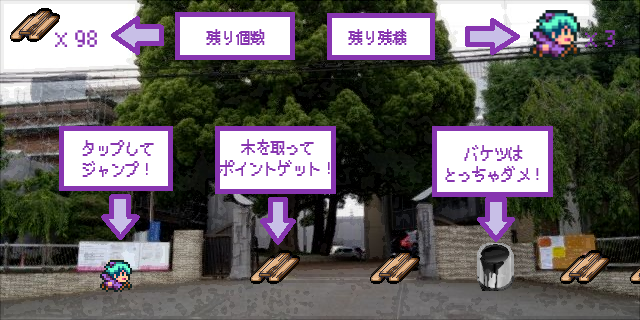 x 98
残り個数
残り残機
x 3
タップして
ジャンプ！
木を取って
ポイントゲット！
バケツは
とっちゃダメ！